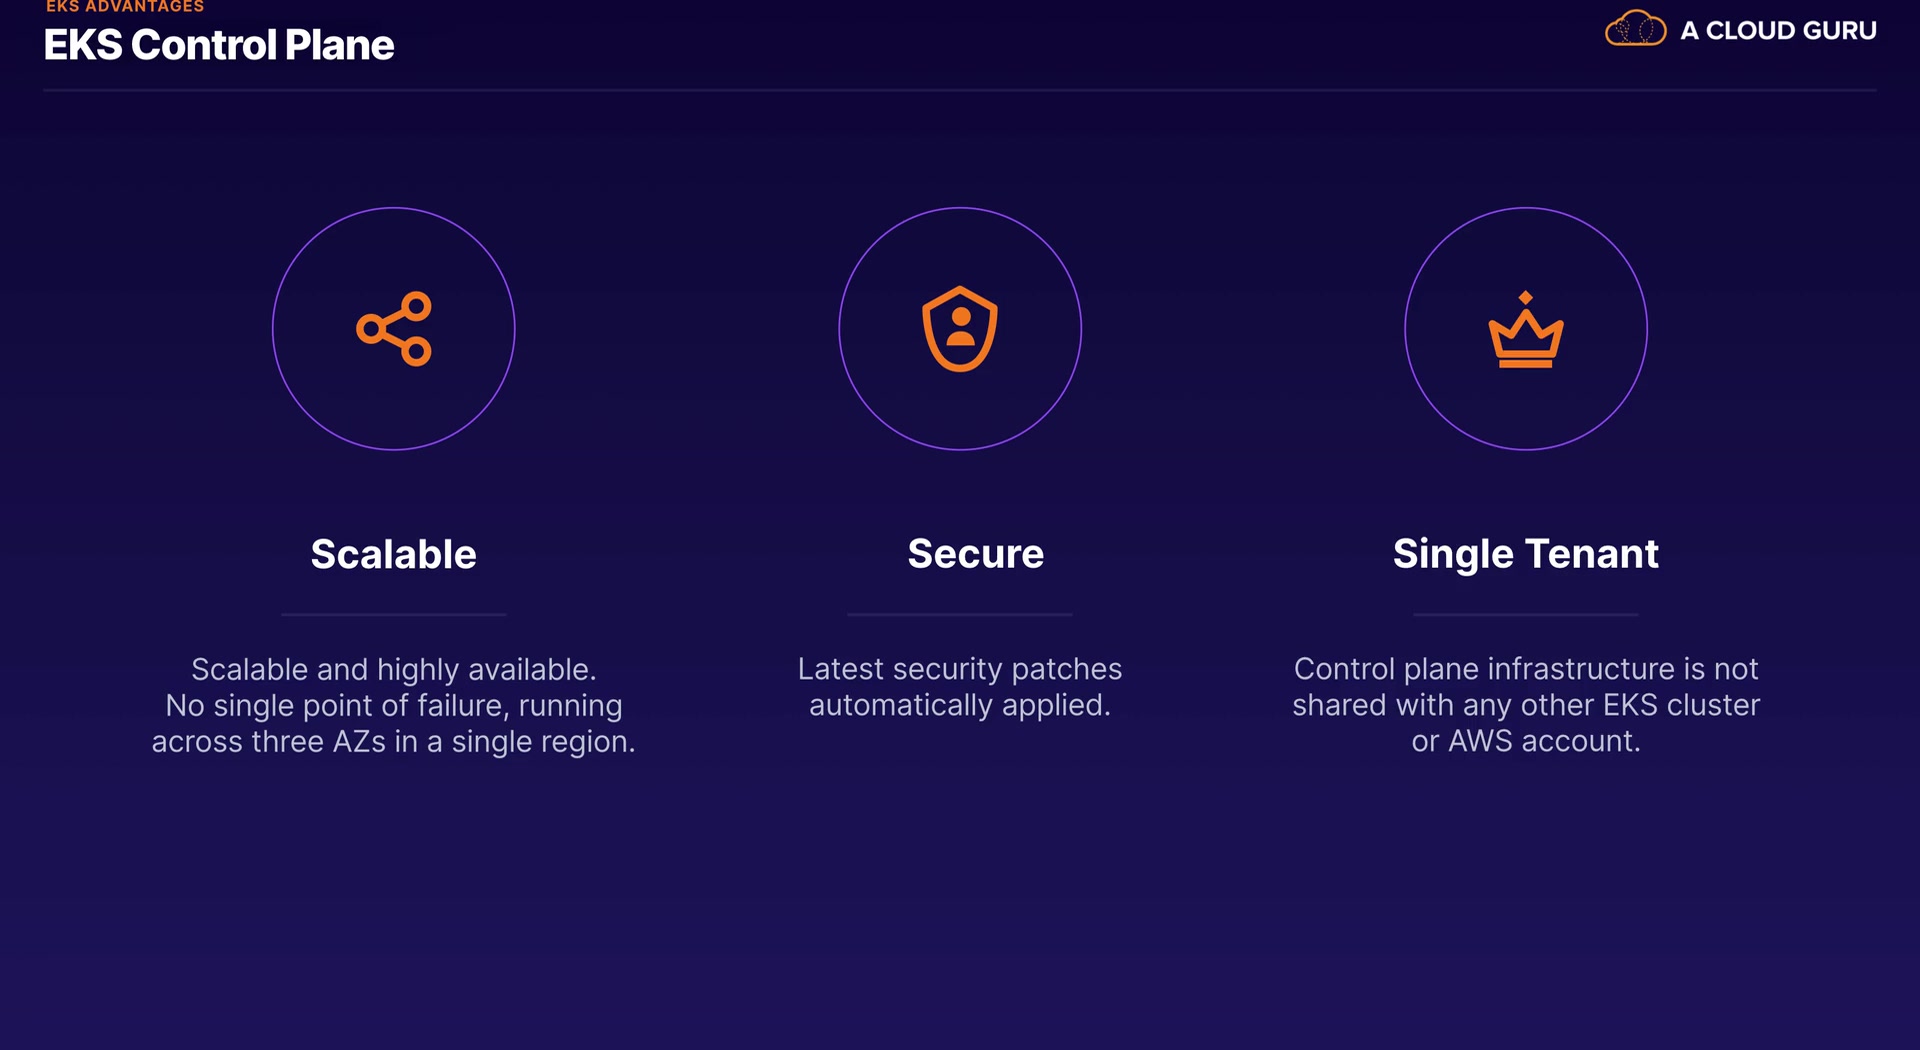 EKS ADVANTAGES
EKS Control Plane
A CLOUD GURU
Scalable
Scalable and highly available.
No single point of failure, running
across three AZs in a single region.
Secure
Latest security patches
automatically applied.
Single Tenant
Control plane infrastructure is not
shared with any other EKS cluster
or AWS account.